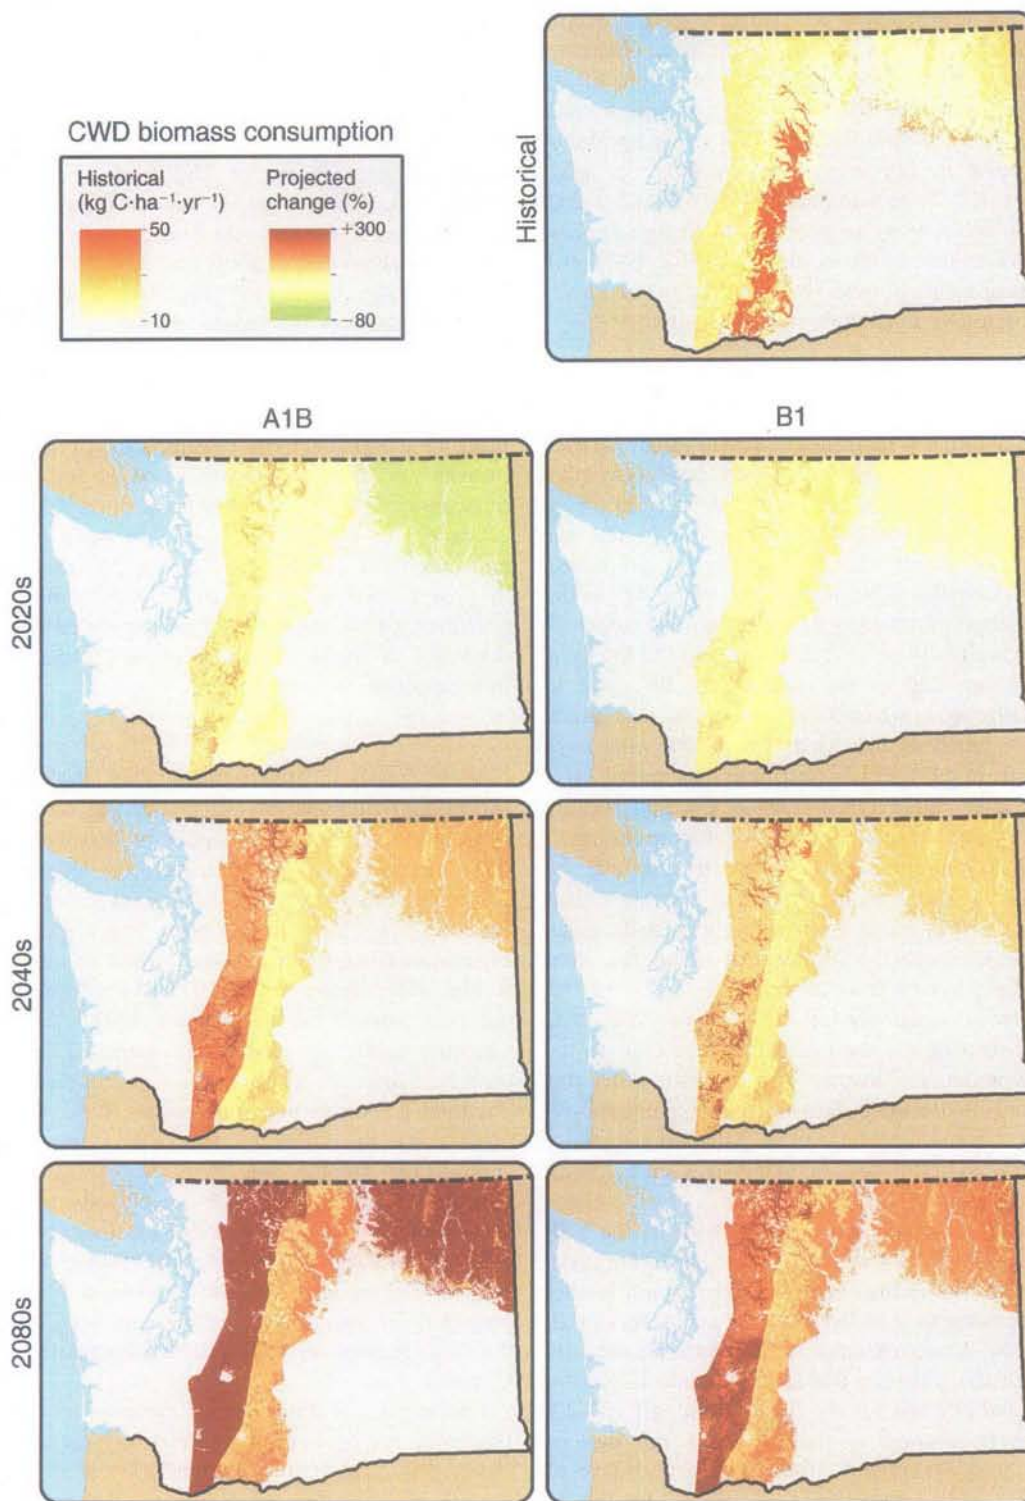 CWD biomass consumption
Historical
(kg C·ha⁻¹·yr⁻¹)
Projected
change (%)
50
10
+300
−80
Historical
A1B
B1
2020s
2040s
2080s